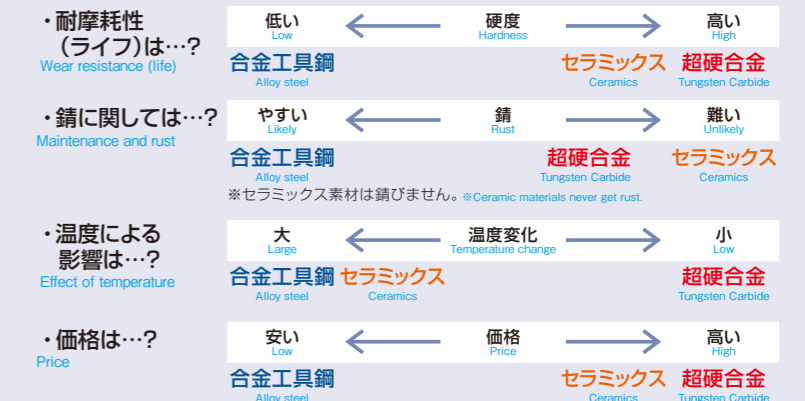 ・耐摩耗性
（ライフ）は…?
Wear resistance (life)
低い 硬度 高い
Low Hardness High
合金工具鋼 セラミックス 超硬合金
Alloy steel Ceramics Tungsten Carbide
・錆に関しては…?
Maintenance and rust
やすい 錆 難い
Likely Rust Unlikely
合金工具鋼 超硬合金 セラミックス
Alloy steel Tungsten Carbide Ceramics
※セラミックス素材は錆びません。※Ceramic materials never get rust.
・温度による
影響は…?
Effect of temperature
大 温度変化 小
Large Temperature change Low
合金工具鋼 セラミックス 超硬合金
Alloy steel Ceramics Tungsten Carbide
・価格は…?
Price
安い 価格 高い
Low Price High
合金工具鋼 セラミックス 超硬合金
Alloy steel Ceramics Tungsten Carbide